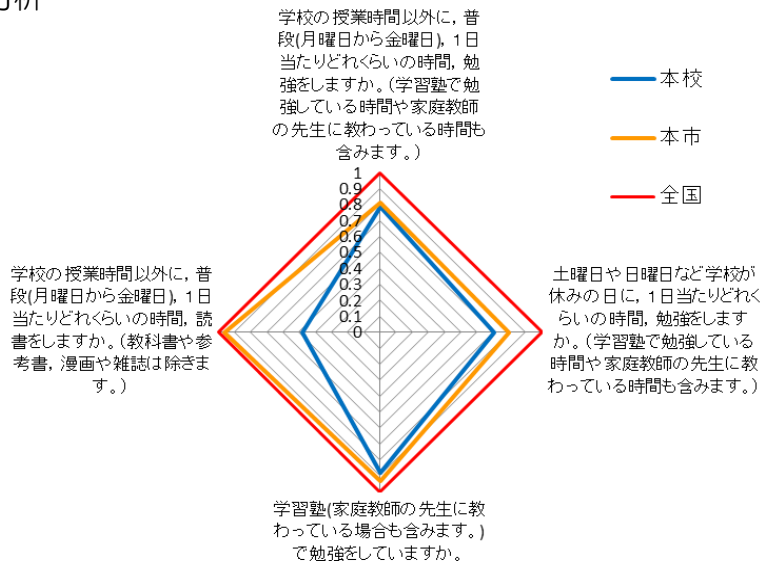 学校の授業時間以外に，普
段(月曜日から金曜日)，1日
当たりどれくらいの時間，勉
強をしますか。（学習塾で勉
強している時間や家庭教師
の先生に教わっている時間も
含みます。）
本校
本市
全国
1
0.9
0.8
0.7
0.6
0.5
0.4
0.3
0.2
0.1
0
学校の授業時間以外に，普
段(月曜日から金曜日)，1日
当たりどれくらいの時間，読
書をしますか。（教科書や参
考書，漫画や雑誌は除きま
す。）
土曜日や日曜日など学校が
休みの日に，1日当たりどれく
らいの時間，勉強をします
か。（学習塾で勉強している
時間や家庭教師の先生に教
わっている時間も含みます。）
学習塾(家庭教師の先生に教
わっている場合も含みます。)
で勉強をしていますか。